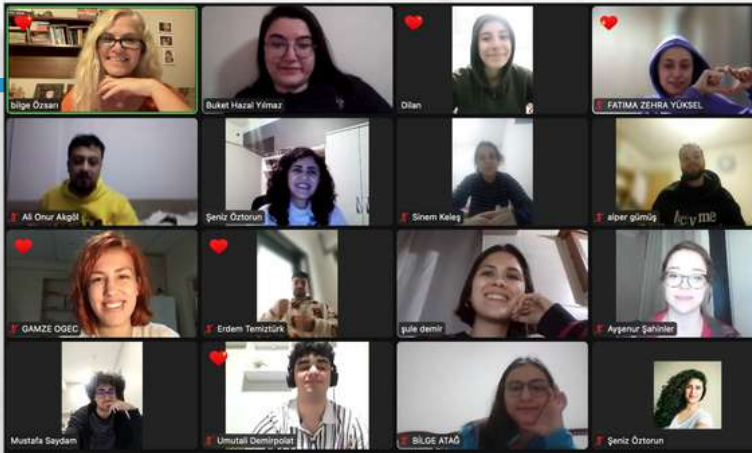 bilge Özsarı
Buket Hazal Yılmaz
Dilan
FATIMA ZEHRA YÜKSEL
Ali Onur Akgöl
Şeniz Öztorun
Sinem Keleş
alper gümüş
GAMZE OGEC
Erdem Temiztürk
şule demir
Ayşenur Şahinler
Mustafa Saydam
Umutali Demirpolat
BİLGE ATAĞ
Şeniz Öztorun